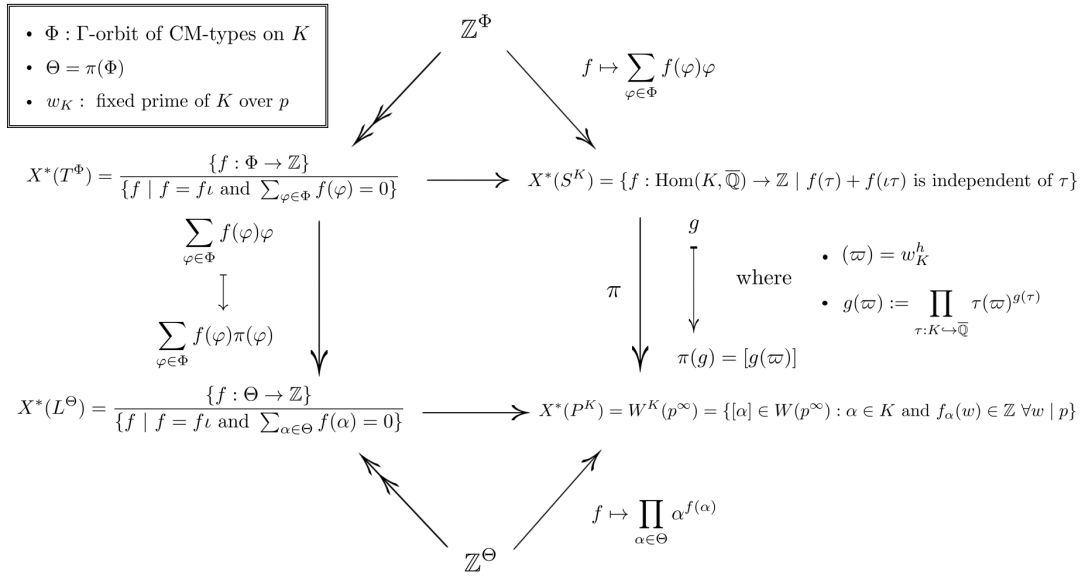 • Φ : Γ-orbit of CM-types on K
• Θ = π(Φ)
• w_K : fixed prime of K over p
ℤ^Φ
f ↦ ∑_{φ∈Φ} f(φ)φ
X*(T^Φ) = {f : Φ → ℤ} / {f | f = fι and ∑_{φ∈Φ} f(φ) = 0}
X*(S^K) = {f : Hom(K, ℚ̅) → ℤ | f(τ) + f(ιτ) is independent of τ}
∑_{φ∈Φ} f(φ)φ
↧
∑_{φ∈Φ} f(φ)π(φ)
π
g
↧
π(g) = [g(ϖ)]
where
• (ϖ) = w_K^h
• g(ϖ) := ∏_{τ:K↪ℚ̅} τ(ϖ)^{g(τ)}
X*(L^Θ) = {f : Θ → ℤ} / {f | f = fι and ∑_{α∈Θ} f(α) = 0}
X*(P^K) = W^K(p^∞) = {[α] ∈ W(p^∞) : α ∈ K and f_α(w) ∈ ℤ ∀w | p}
f ↦ ∏_{α∈Θ} α^{f(α)}
ℤ^Θ